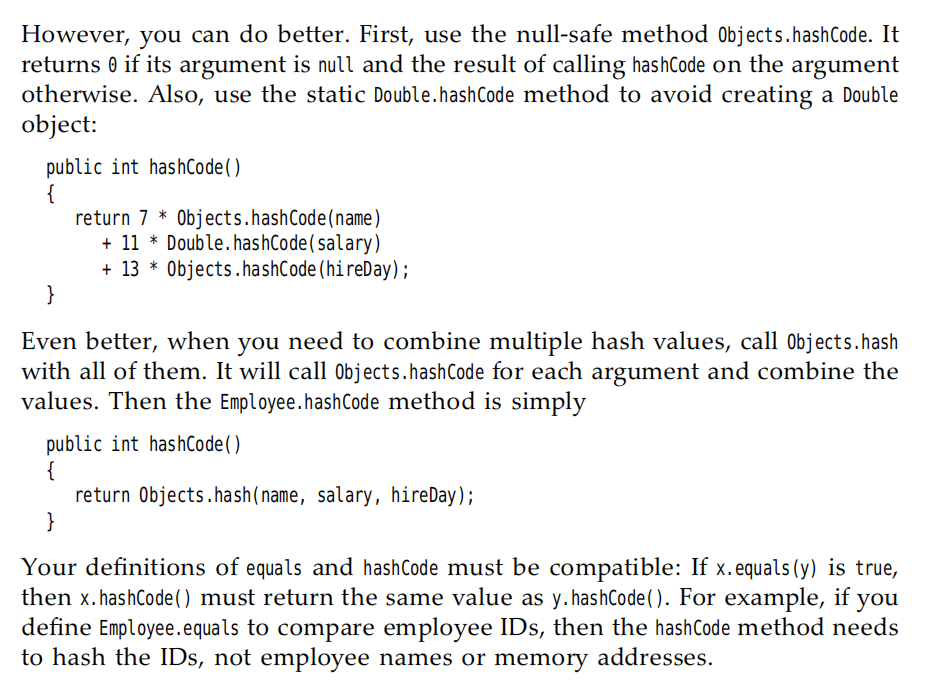 However, you can do better. First, use the null-safe method Objects.hashCode. It
returns 0 if its argument is null and the result of calling hashCode on the argument
otherwise. Also, use the static Double.hashCode method to avoid creating a Double
object:
public int hashCode()
{
   return 7 * Objects.hashCode(name)
      + 11 * Double.hashCode(salary)
      + 13 * Objects.hashCode(hireDay);
}
Even better, when you need to combine multiple hash values, call Objects.hash
with all of them. It will call Objects.hashCode for each argument and combine the
values. Then the Employee.hashCode method is simply
public int hashCode()
{
   return Objects.hash(name, salary, hireDay);
}
Your definitions of equals and hashCode must be compatible: If x.equals(y) is true,
then x.hashCode() must return the same value as y.hashCode(). For example, if you
define Employee.equals to compare employee IDs, then the hashCode method needs
to hash the IDs, not employee names or memory addresses.